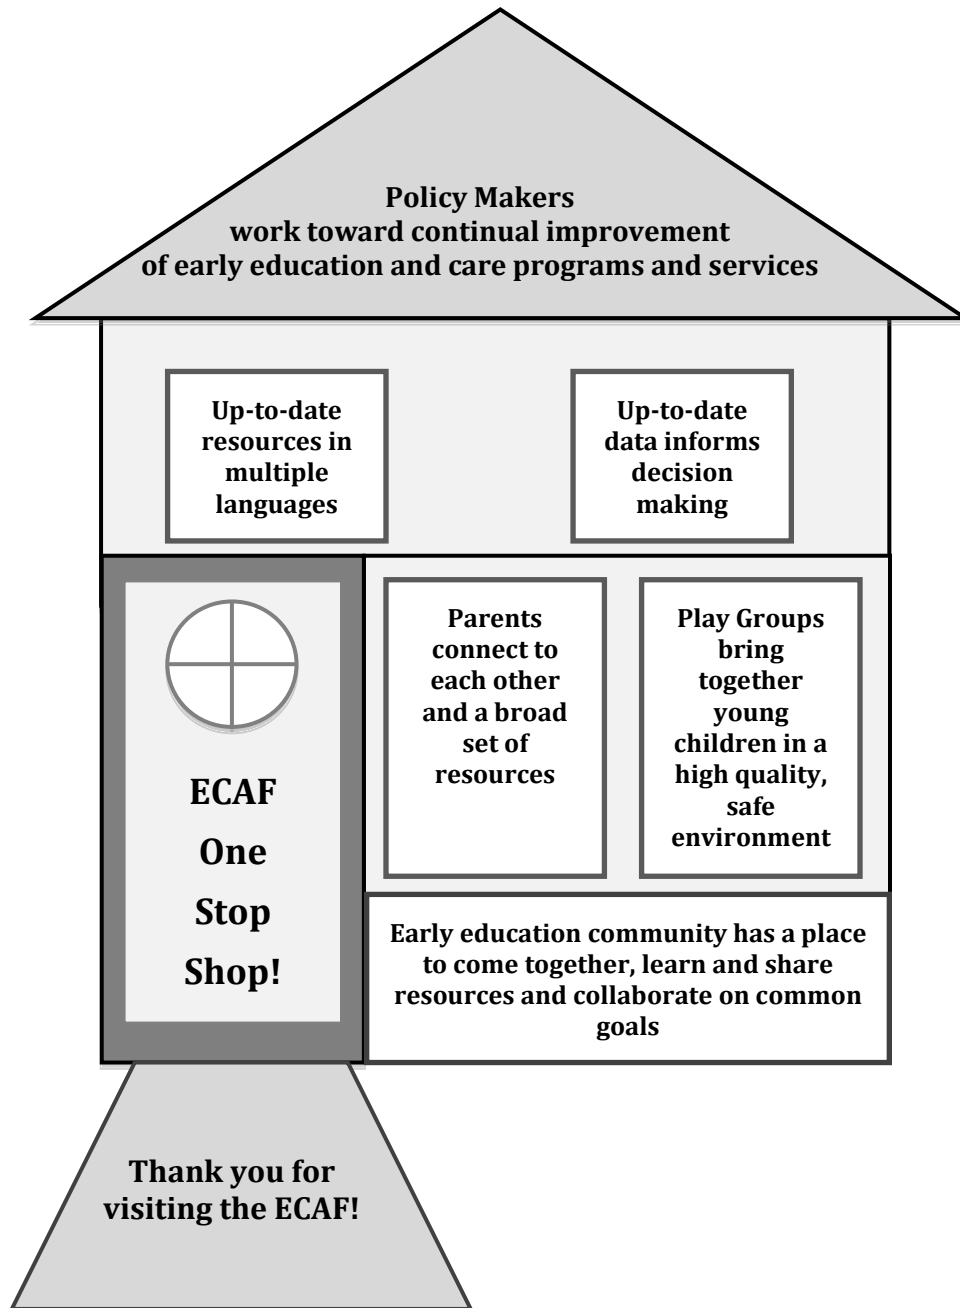 Policy Makers
work toward continual improvement
of early education and care programs and services
Up-to-date
resources in
multiple
languages
Up-to-date
data informs
decision
making
ECAF
One
Stop
Shop!
Parents
connect to
each other
and a broad
set of
resources
Play Groups
bring
together
young
children in a
high quality,
safe
environment
Early education community has a place
to come together, learn and share
resources and collaborate on common
goals
Thank you for
visiting the ECAF!